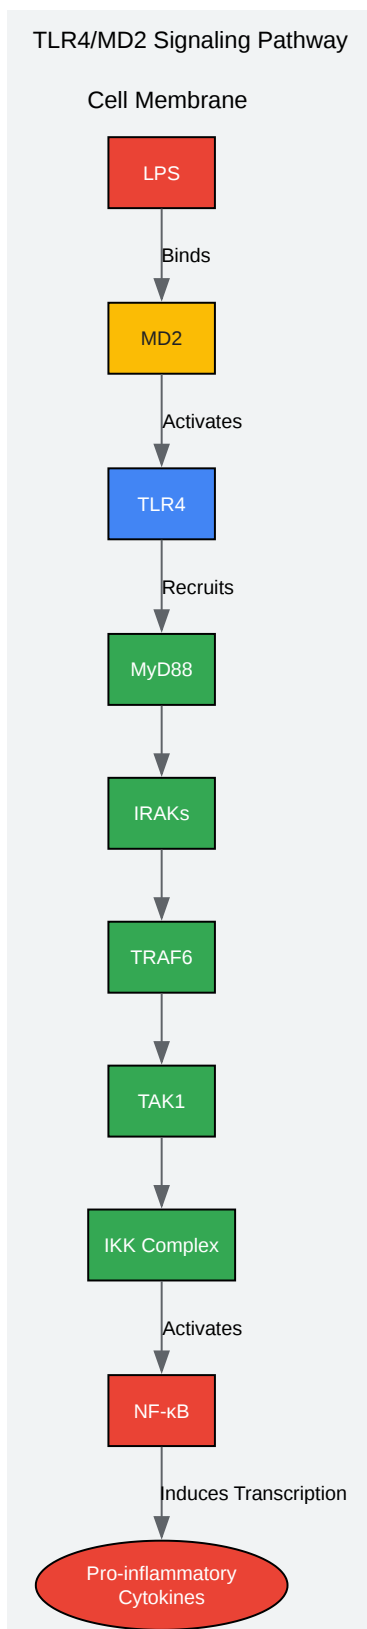 TLR4/MD2 Signaling Pathway
Cell Membrane
LPS
Binds
MD2
Activates
TLR4
Recruits
MyD88
IRAKs
TRAF6
TAK1
IKK Complex
Activates
NF-κB
Induces Transcription
Pro-inflammatory
Cytokines